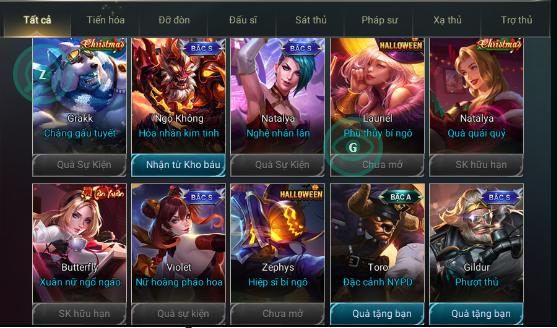 Tất cả Tiến hóa Đỡ đòn Đấu sĩ Sát thủ Pháp sư Xạ thủ Trợ thủ
Christmas BẬC S BẬC S HALLOWEEN Christmas
Z
Grakk Ngộ Không Natalya Lauriel Natalya
Chàng gấu tuyết Hỏa nhãn kim tinh Nghệ nhân lân Phù thủy bí ngô Quà quái quỷ
G
Quà Sự Kiện Nhận từ Kho báu Quà Sự Kiện Chưa mở SK hữu hạn
Tân Xuân BẬC S HALLOWEEN BẬC A BẬC S
Butterfly Violet Zephys Toro Gildur
Xuân nữ ngổ ngáo Nữ hoàng pháo hoa Hiệp sĩ bí ngô Đặc cảnh NYPD Phượt thủ
SK hữu hạn Quà sự kiện Chưa mở Quà tặng bạn Quà tặng bạn